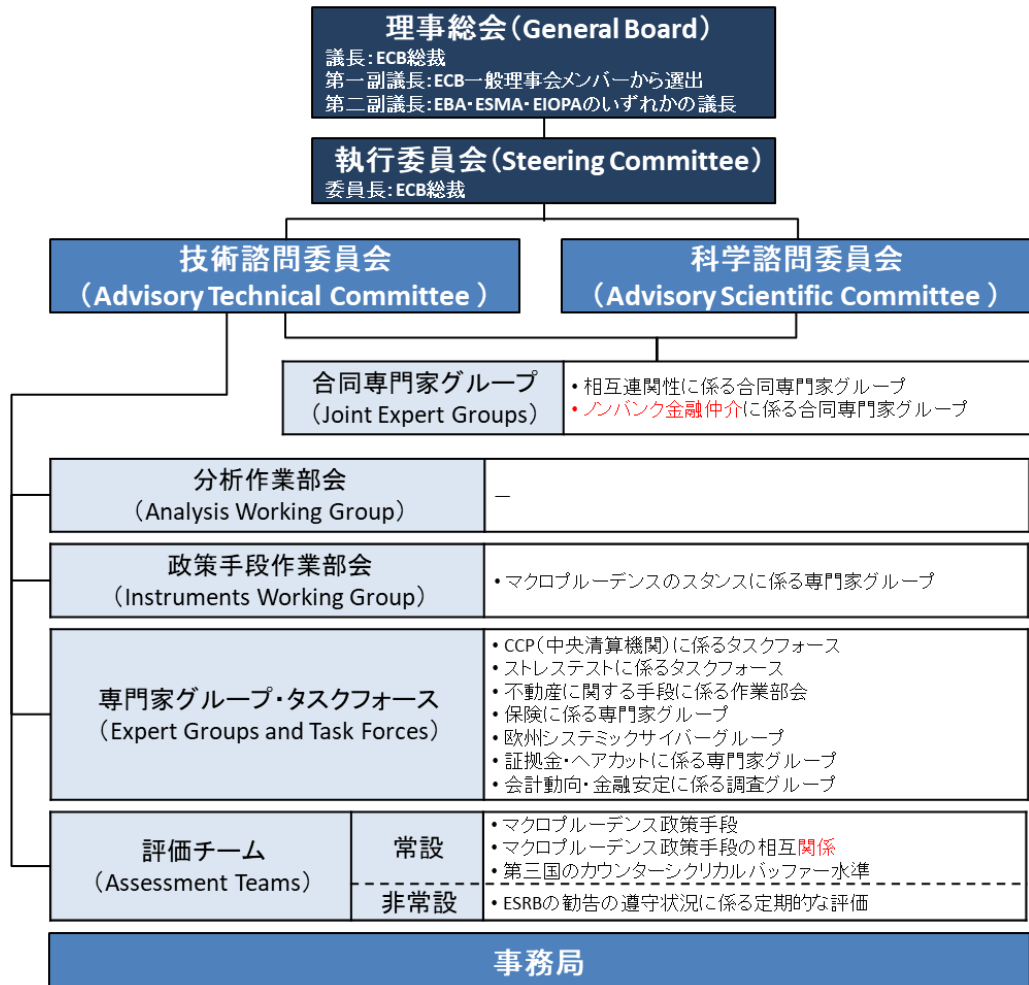 理事総会(General Board)
議長:ECB総裁
第一副議長:ECB一般理事会メンバーから選出
第二副議長:EBA・ESMA・EIOPAのいずれかの議長
執行委員会(Steering Committee)
委員長:ECB総裁
技術諮問委員会
(Advisory Technical Committee )
科学諮問委員会
(Advisory Scientific Committee )
合同専門家グループ
(Joint Expert Groups)
• 相互連関性に係る合同専門家グループ
• ノンバンク金融仲介に係る合同専門家グループ
分析作業部会
(Analysis Working Group)
―
政策手段作業部会
(Instruments Working Group)
• マクロプルーデンスのスタンスに係る専門家グループ
専門家グループ・タスクフォース
(Expert Groups and Task Forces)
• CCP(中央清算機関)に係るタスクフォース
• ストレステストに係るタスクフォース
• 不動産に関する手段に係る作業部会
• 保険に係る専門家グループ
• 欧州システミックサイバーグループ
• 証拠金・ヘアカットに係る専門家グループ
• 会計動向・金融安定に係る調査グループ
評価チーム
(Assessment Teams)
常設
• マクロプルーデンス政策手段
• マクロプルーデンス政策手段の相互関係
• 第三国のカウンターシクリカルバッファー水準
非常設
• ESRBの勧告の遵守状況に係る定期的な評価
事務局